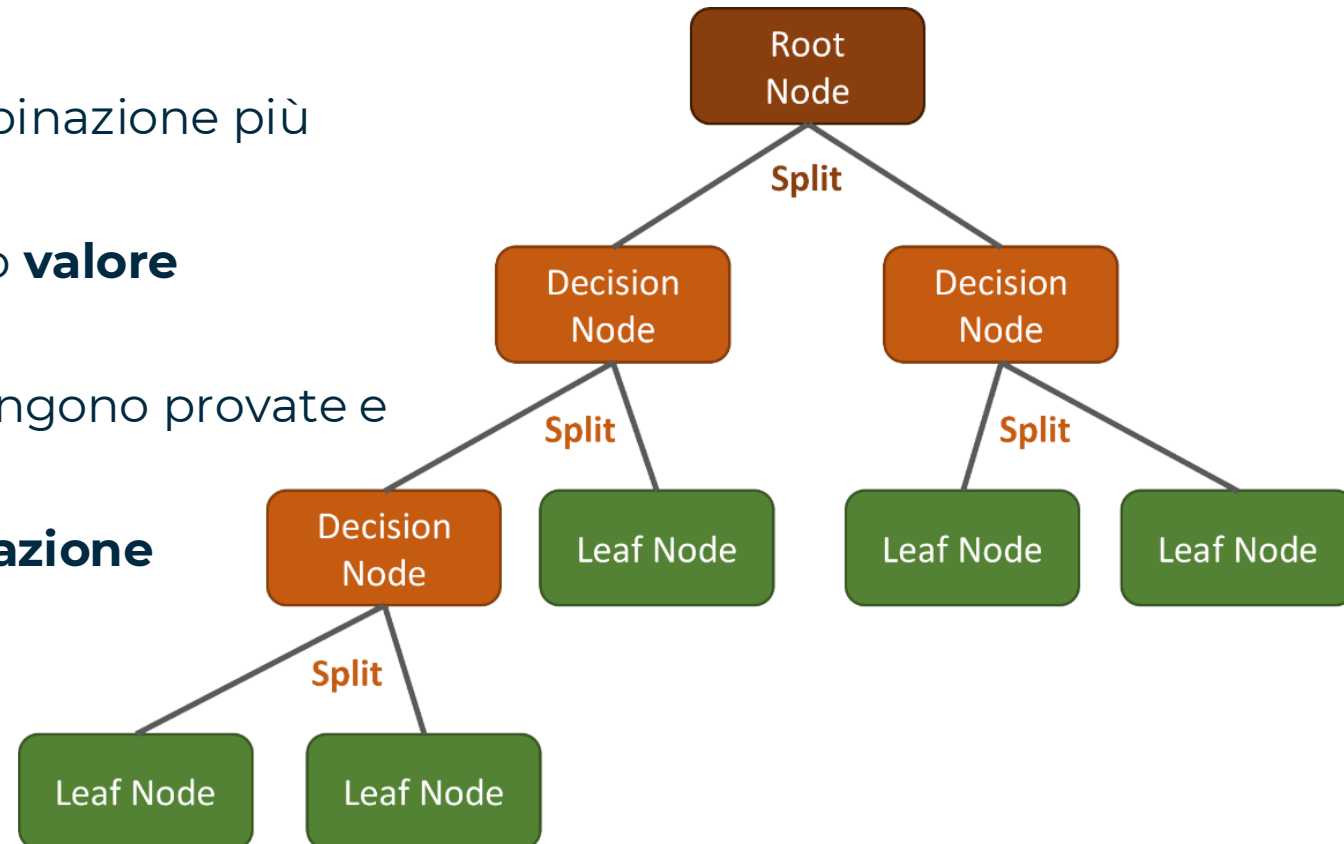 Root
Node
binazione più
Split
o valore
Decision
Node
Decision
Node
ngono provate e
Split
Split
azione
Decision
Node
Leaf Node
Leaf Node
Leaf Node
Split
Leaf Node
Leaf Node